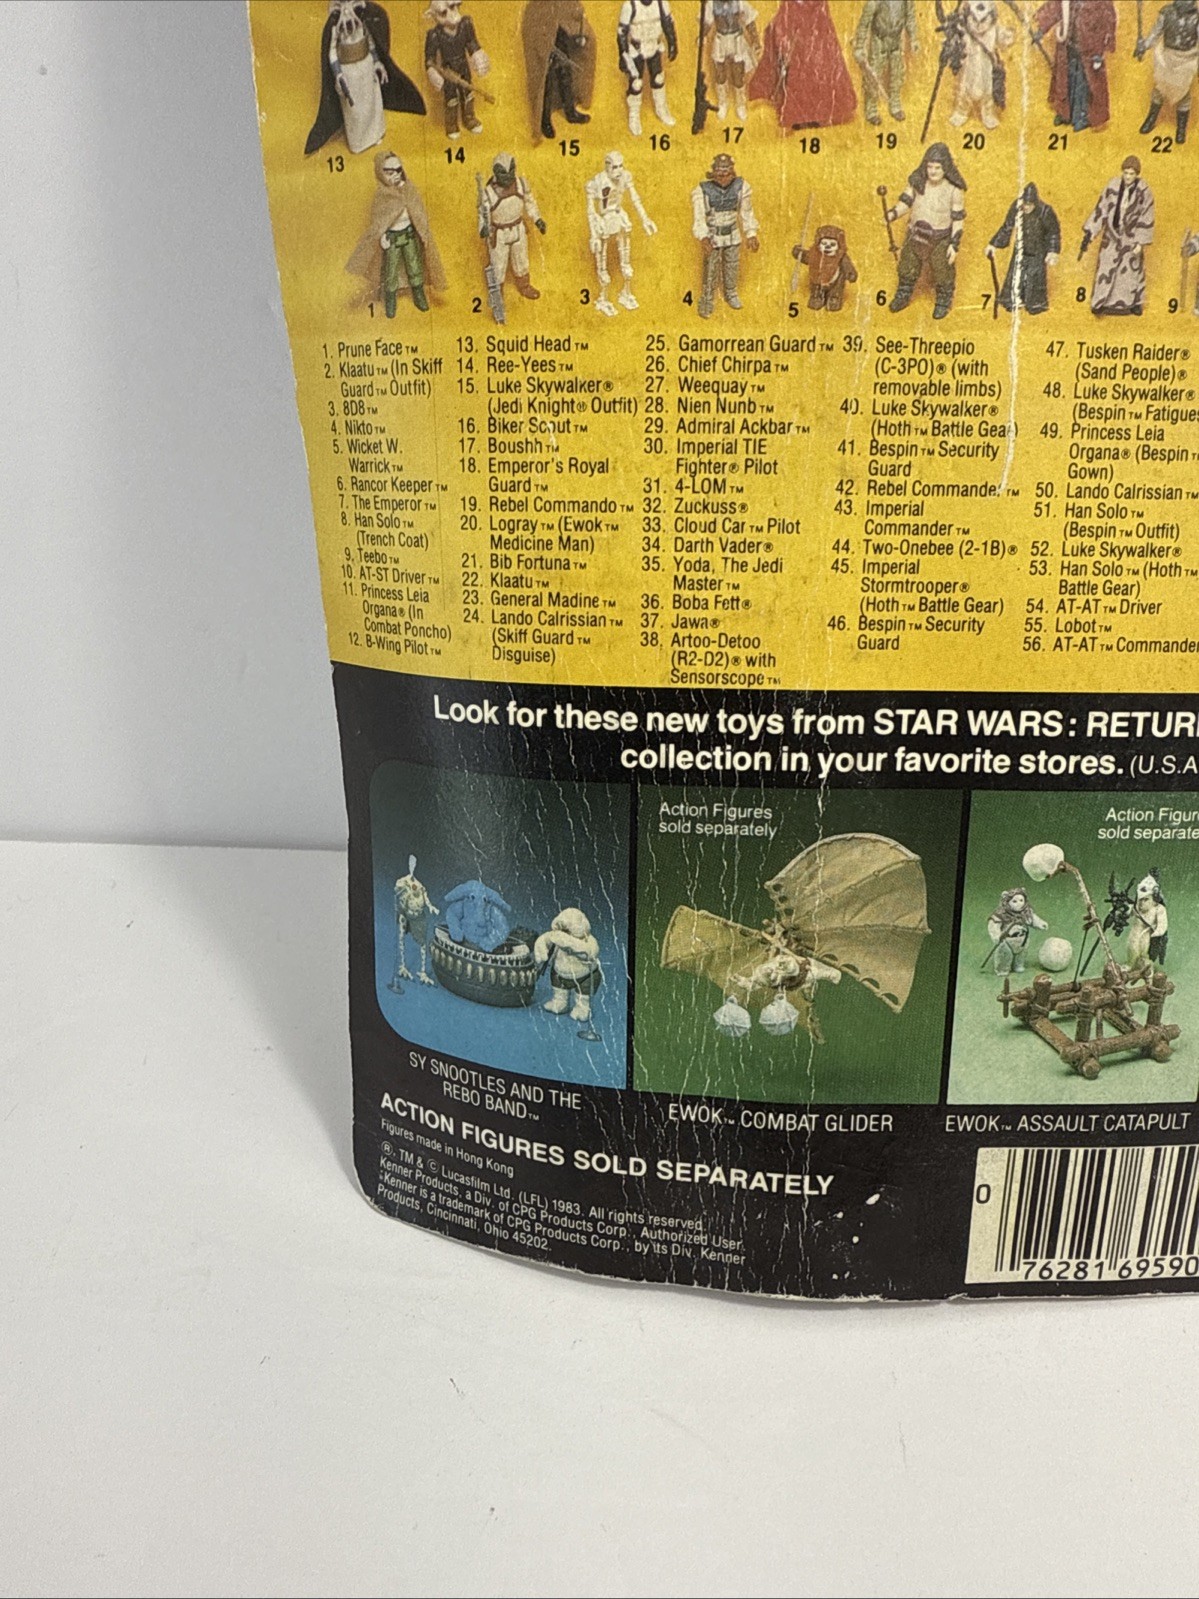 13
14
15
16
17
18
19
20
21
22
1
2
3
4
5
6
7
8
9
1. Prune Face™
2. Klaatu™ (In Skiff
Guard™ Outfit)
3. 8D8™
4. Nikto™
5. Wicket W.
Warrick™
6. Rancor Keeper™
7. The Emperor™
8. Han Solo™
(Trench Coat)
9. Teebo™
10. AT-ST Driver™
11. Princess Leia
Organa® (In
Combat Poncho)
12. B-Wing Pilot™
13. Squid Head™
14. Ree-Yees™
15. Luke Skywalker®
(Jedi Knight® Outfit)
16. Biker Scout™
17. Boushh™
18. Emperor's Royal
Guard™
19. Rebel Commando™
20. Logray™ (Ewok™
Medicine Man)
21. Bib Fortuna™
22. Klaatu™
23. General Madine™
24. Lando Calrissian™
(Skiff Guard™
Disguise)
25. Gamorrean Guard™
26. Chief Chirpa™
27. Weequay™
28. Nien Nunb™
29. Admiral Ackbar™
30. Imperial TIE
Fighter® Pilot
31. 4-LOM™
32. Zuckuss®
33. Cloud Car™ Pilot
34. Darth Vader®
35. Yoda, The Jedi
Master™
36. Boba Fett®
37. Jawa®
38. Artoo-Detoo
(R2-D2)® with
Sensorscope™
39. See-Threepio
(C-3PO)® (with
removable limbs)
40. Luke Skywalker®
(Hoth™ Battle Gear)
41. Bespin™ Security
Guard
42. Rebel Commander™
43. Imperial
Commander™
44. Two-Onebee (2-1B)®
45. Imperial
Stormtrooper®
(Hoth™ Battle Gear)
46. Bespin™ Security
Guard
47. Tusken Raider®
(Sand People)®
48. Luke Skywalker®
(Bespin™ Fatigues
49. Princess Leia
Organa® (Bespin
Gown)
50. Lando Calrissian™
51. Han Solo™
(Bespin™ Outfit)
52. Luke Skywalker®
53. Han Solo™ (Hoth™
Battle Gear)
54. AT-AT™ Driver
55. Lobot™
56. AT-AT™ Commander
Look for these new toys from STAR WARS: RETUR
collection in your favorite stores. (U.S.A
Action Figures
sold separately
Action Figur
sold separate
SY SNOOTLES AND THE
REBO BAND™
EWOK™ COMBAT GLIDER
EWOK™ ASSAULT CATAPULT
ACTION FIGURES SOLD SEPARATELY
Figures made in Hong Kong
®, TM & © Lucasfilm Ltd. (LFL) 1983. All rights reserved.
Kenner Products, a Div. of CPG Products Corp., Authorized User.
*Kenner is a trademark of CPG Products Corp., by its Div. Kenner
Products, Cincinnati, Ohio 45202.
0 76281 69590